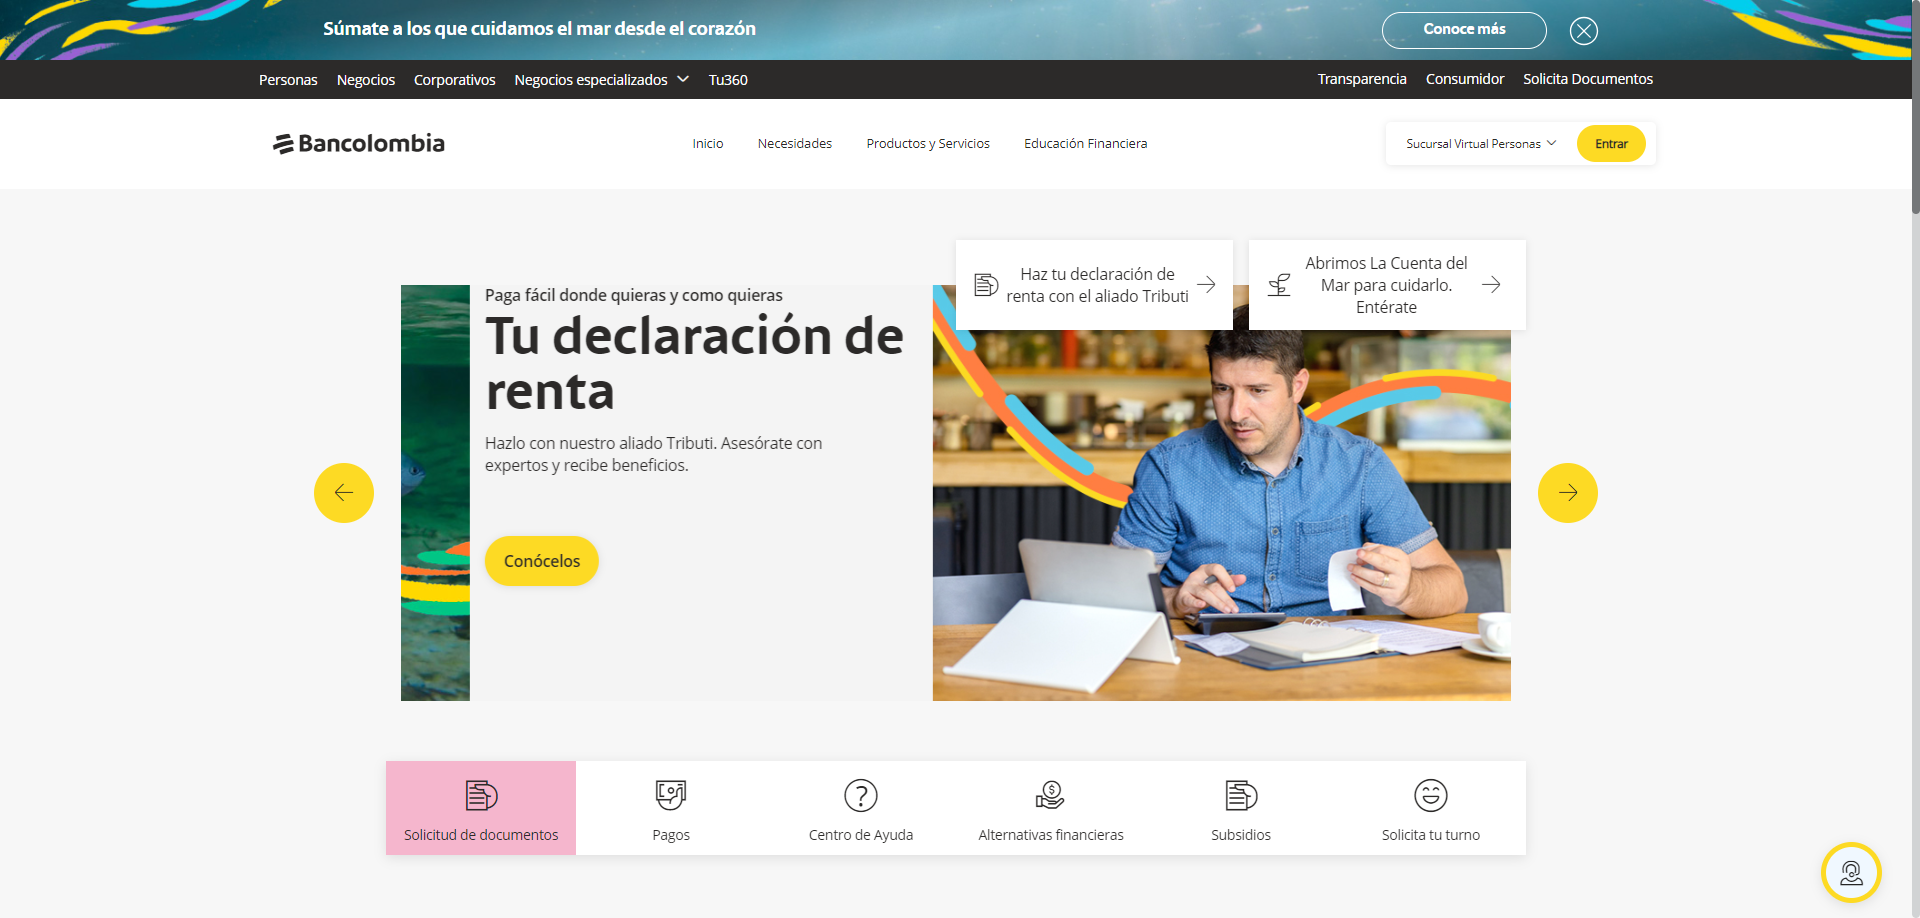 Súmate a los que cuidamos el mar desde el corazón
Conoce más
Personas
Negocios
Corporativos
Negocios especializados
Tu360
Transparencia
Consumidor
Solicita Documentos
Bancolombia
Inicio
Necesidades
Productos y Servicios
Educación Financiera
Sucursal Virtual Personas
Entrar
Haz tu declaración de
renta con el aliado Tributi
Abrimos La Cuenta del
Mar para cuidarlo.
Entérate
Paga fácil donde quieras y como quieras
Tu declaración de
renta
Hazlo con nuestro aliado Tributi. Asesórate con
expertos y recibe beneficios.
Conócelos
Solicitud de documentos
Pagos
Centro de Ayuda
Alternativas financieras
Subsidios
Solicita tu turno